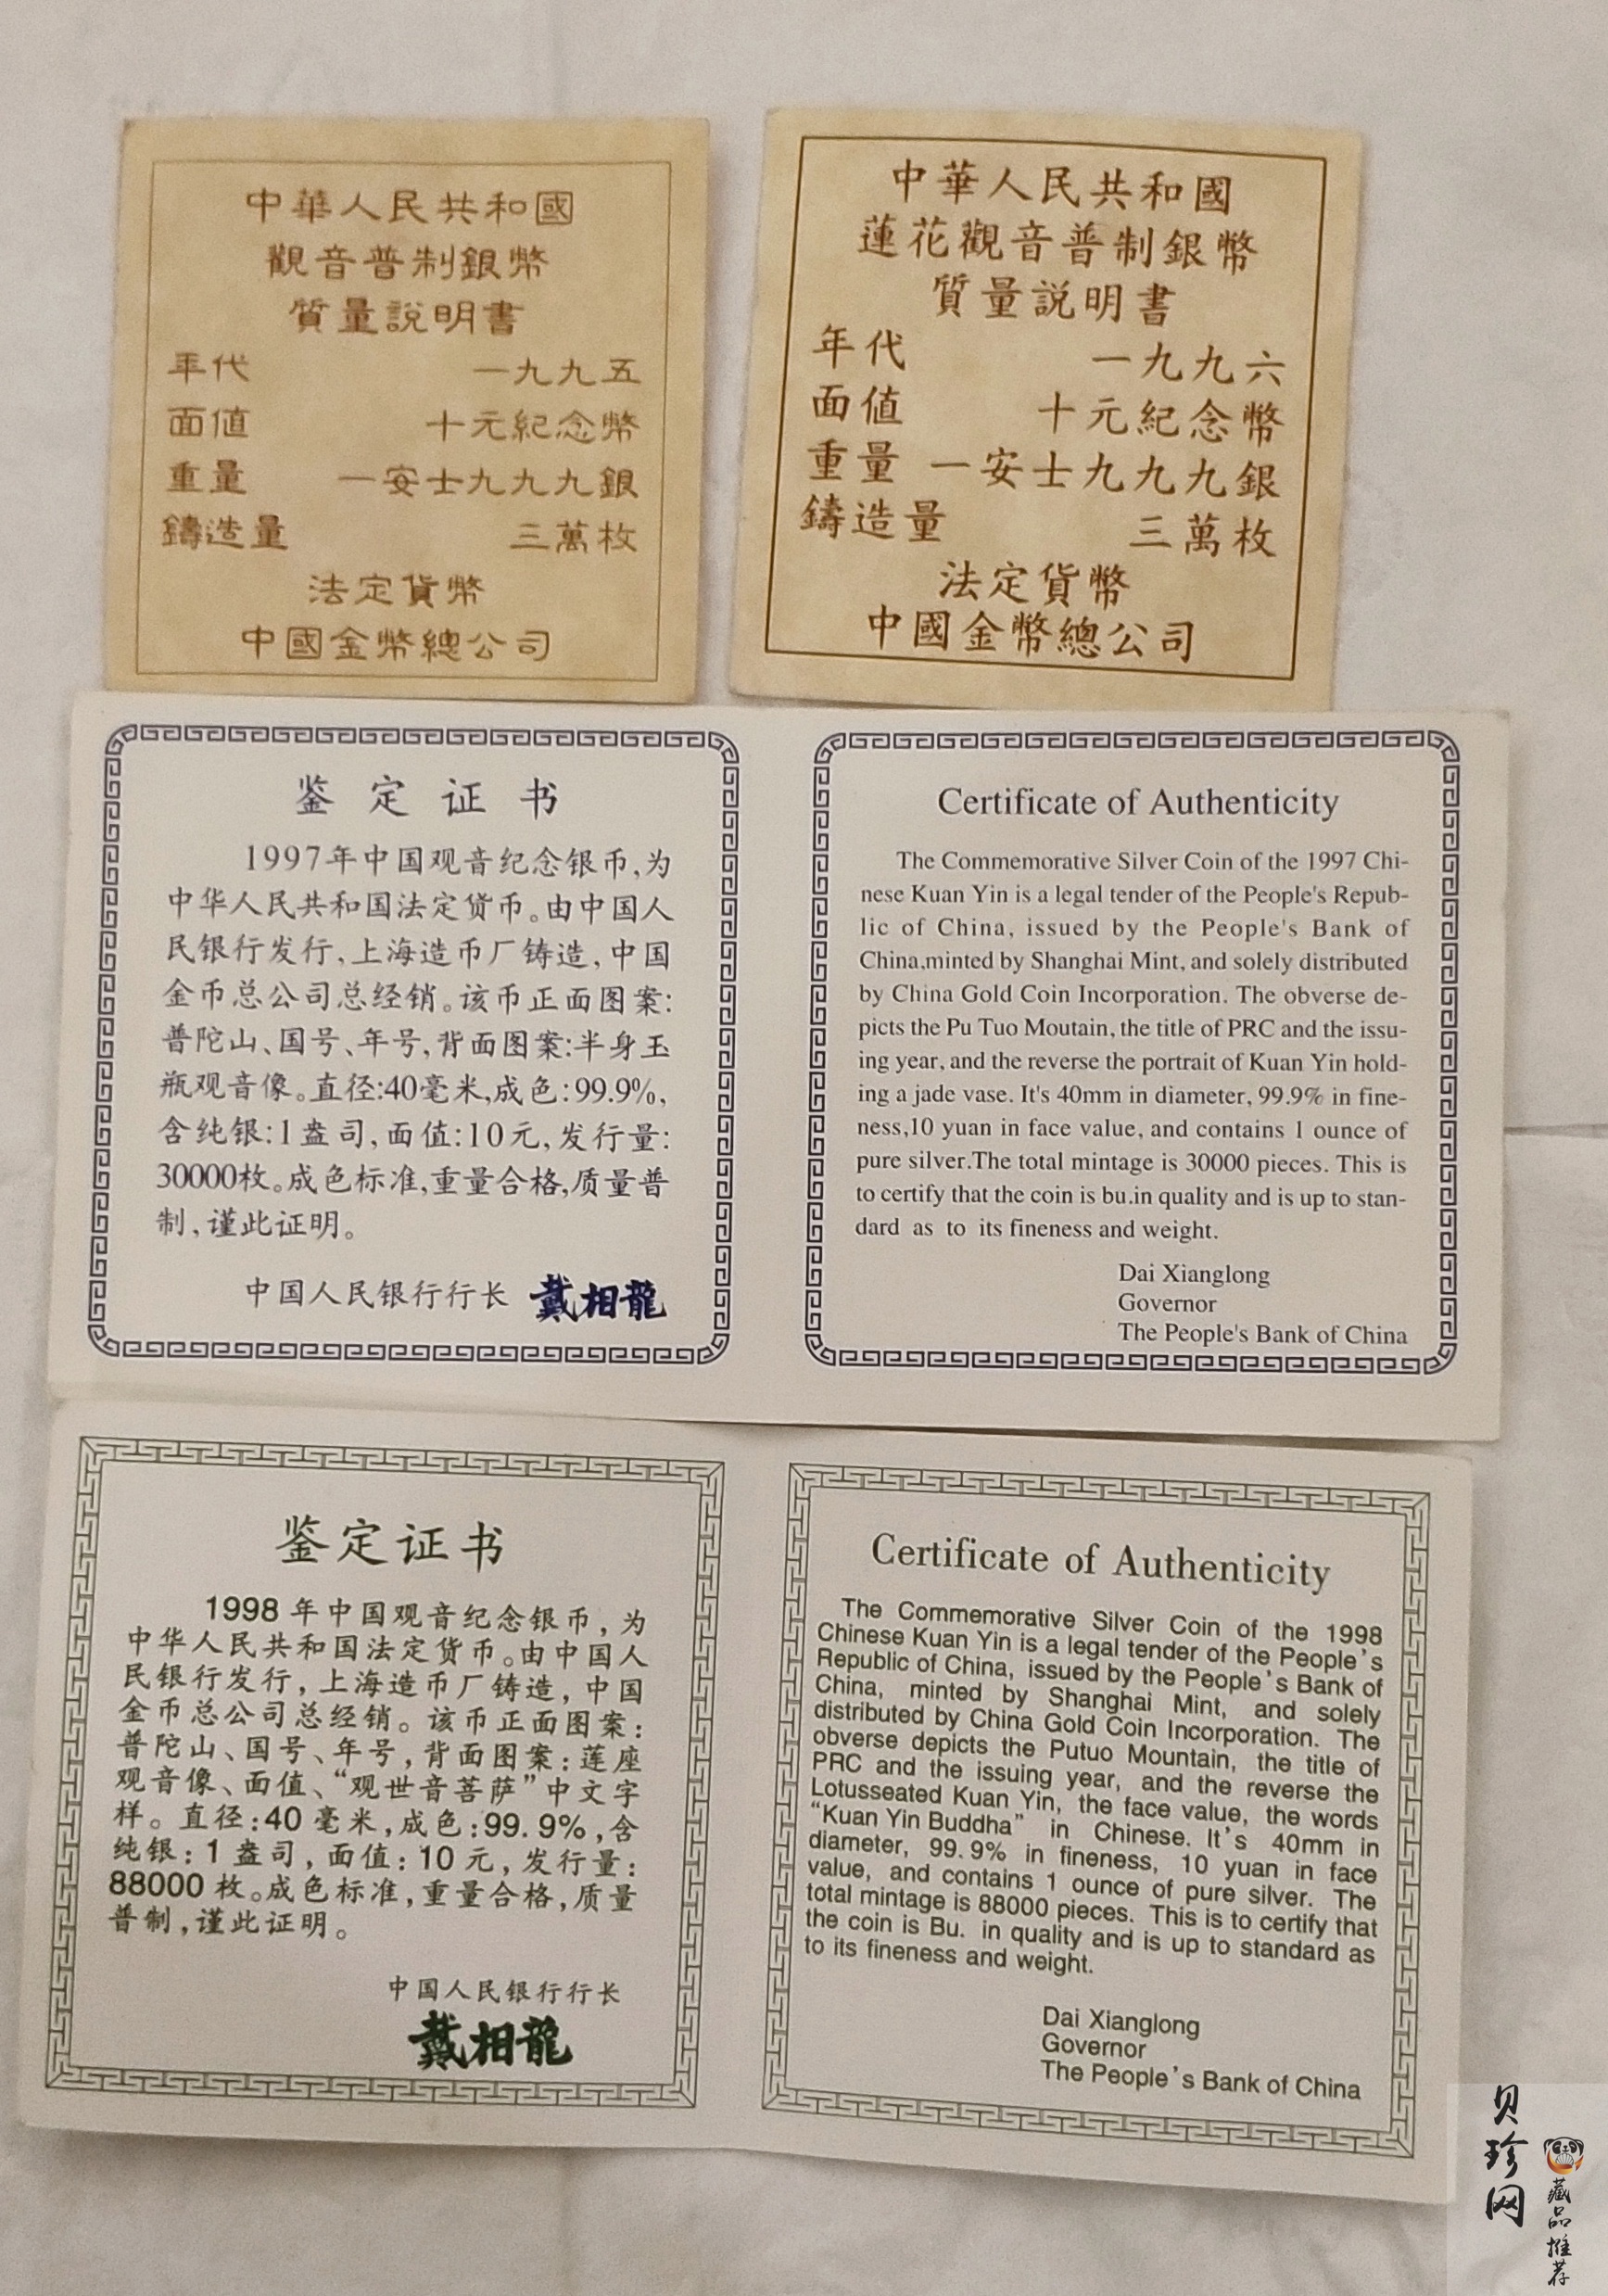 中華人民共和國
觀音普制銀幣
質量説明書
年代 一九九五
面值 十元紀念幣
重量 一安士九九九銀
鑄造量 三萬枚
法定貨幣
中國金幣總公司
中華人民共和國
蓮花觀音普制銀幣
質量説明書
年代 一九九六
面值 十元紀念幣
重量 一安士九九九銀
鑄造量 三萬枚
法定貨幣
中國金幣總公司
鉴定证书
1997年中国观音纪念银币,为
中华人民共和国法定货币。由中国人
民银行发行,上海造币厂铸造,中国
金币总公司总经销。该币正面图案:
普陀山、国号、年号,背面图案:半身玉
瓶观音像。直径:40毫米,成色:99.9%,
含纯银:1盎司,面值:10元,发行量:
30000枚。成色标准,重量合格,质量普
制,谨此证明。
中国人民银行行长 戴相龍
Certificate of Authenticity
The Commemorative Silver Coin of the 1997 Chi-
nese Kuan Yin is a legal tender of the People's Repub-
lic of China, issued by the People's Bank of
China,minted by Shanghai Mint, and solely distributed
by China Gold Coin Incorporation. The obverse de-
picts the Pu Tuo Moutain, the title of PRC and the issu-
ing year, and the reverse the portrait of Kuan Yin hold-
ing a jade vase. It's 40mm in diameter, 99.9% in fine-
ness,10 yuan in face value, and contains 1 ounce of
pure silver.The total mintage is 30000 pieces. This is
to certify that the coin is bu.in quality and is up to stan-
dard as to its fineness and weight.
Dai Xianglong
Governor
The People's Bank of China
鉴定证书
1998年中国观音纪念银币,为
中华人民共和国法定货币。由中国人
民银行发行,上海造币厂铸造,中国
金币总公司总经销。该币正面图案:
普陀山、国号、年号,背面图案:莲座
观音像、面值、“观世音菩萨”中文字
样。直径:40毫米,成色:99.9%,含
纯银:1盎司,面值:10元,发行量:
88000枚。成色标准,重量合格,质量
普制,谨此证明。
中国人民银行行长
戴相龍
Certificate of Authenticity
The Commemorative Silver Coin of the 1998
Chinese Kuan Yin is a legal tender of the People's
Republic of China, issued by the People's Bank of
China, minted by Shanghai Mint, and solely
distributed by China Gold Coin Incorporation. The
obverse depicts the Putuo Mountain, the title of
PRC and the issuing year, and the reverse the
Lotusseated Kuan Yin, the face value, the words
“Kuan Yin Buddha” in Chinese. It's 40mm in
diameter, 99.9% in fineness, 10 yuan in face
value, and contains 1 ounce of pure silver. The
total mintage is 88000 pieces. This is to certify that
the coin is Bu. in quality and is up to standard as
to its fineness and weight.
Dai Xianglong
Governor
The People's Bank of China
贝珍网
藏品推荐